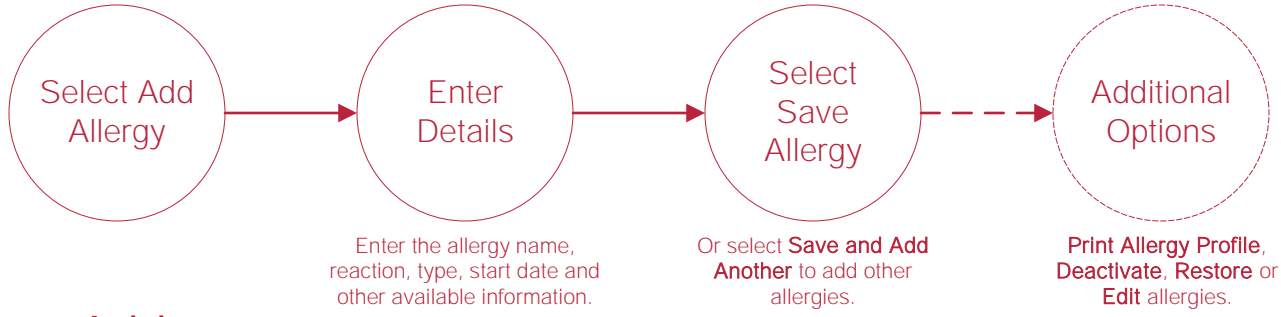 Select Add
Allergy
Enter
Details
Select
Save
Allergy
Additional
Options
Enter the allergy name,
reaction, type, start date and
other available information.
Or select Save and Add
Another to add other
allergies.
Print Allergy Profile,
Deactivate, Restore or
Edit allergies.